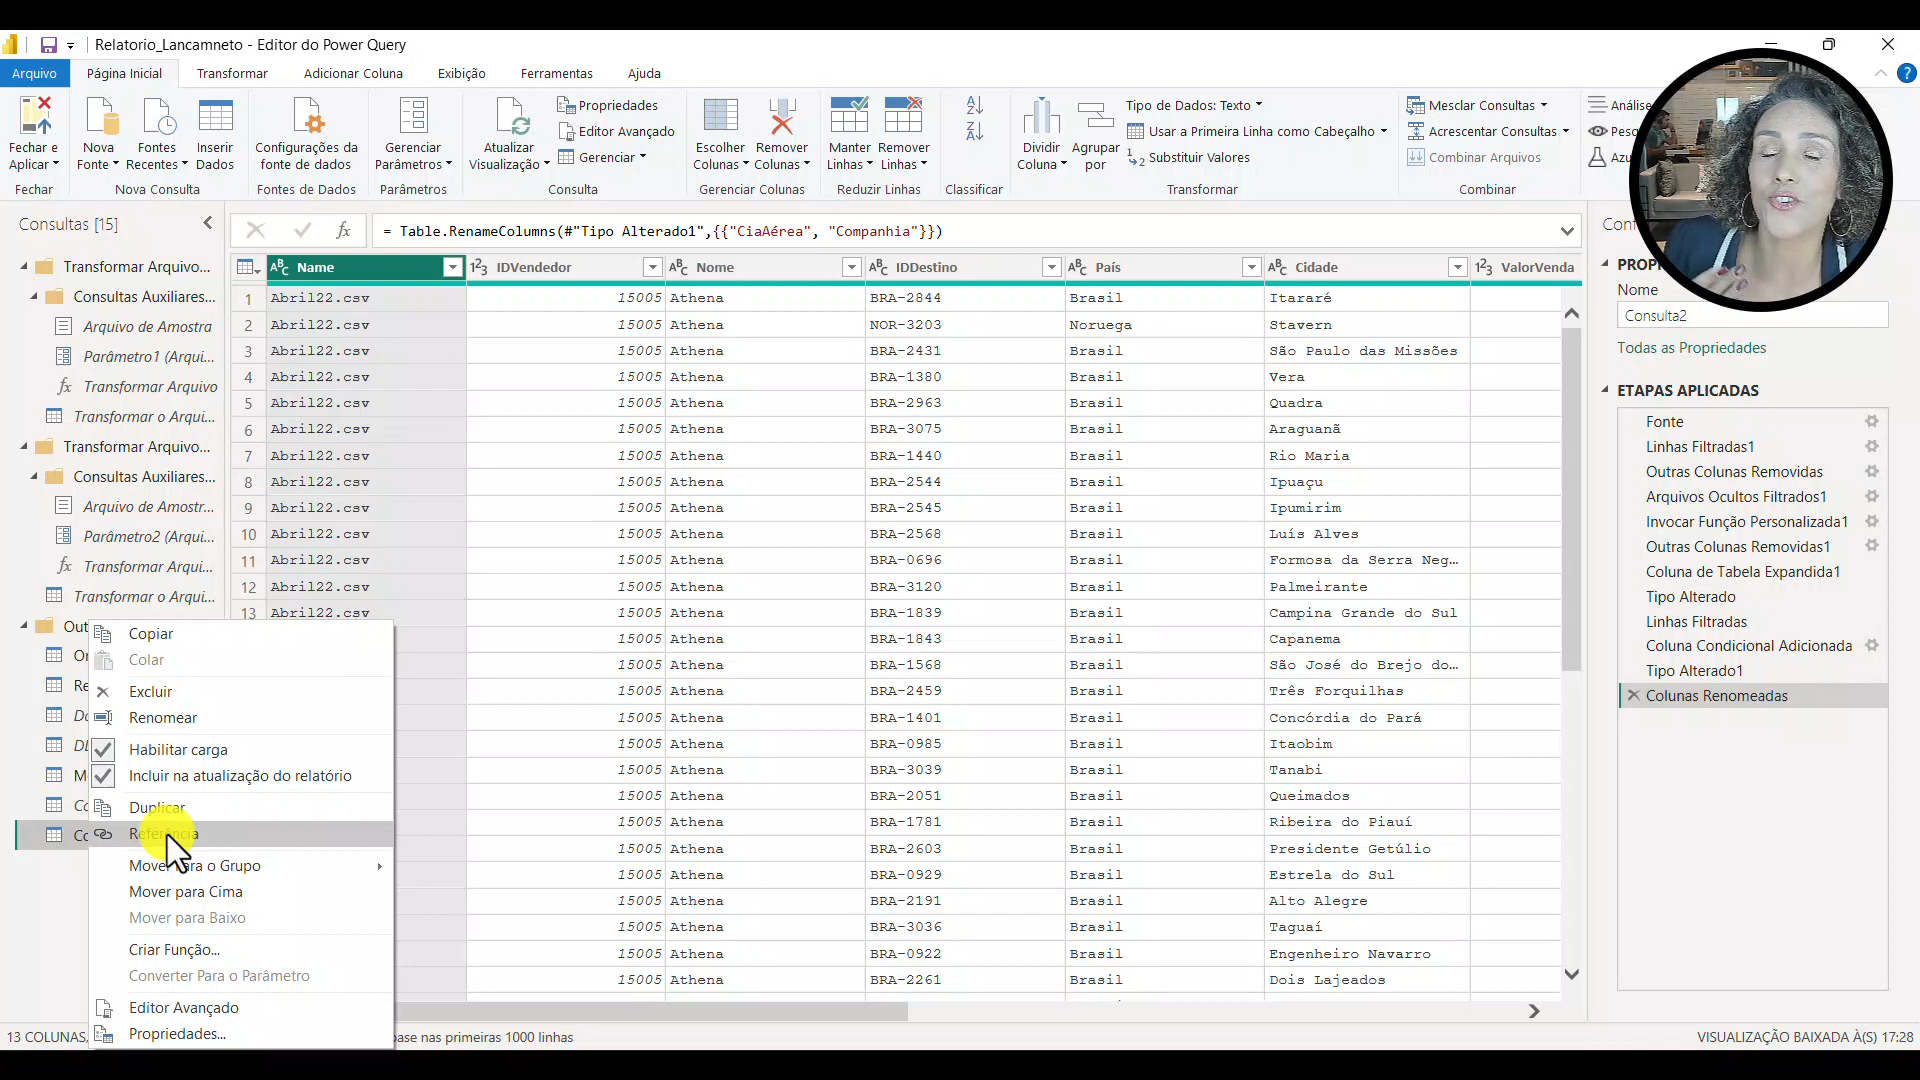 Relatorio_Lancamneto - Editor do Power Query
Arquivo
Página Inicial
Transformar
Adicionar Coluna
Exibição
Ferramentas
Ajuda
Fechar e Aplicar
Nova Fonte
Fontes Recentes
Inserir Dados
Configurações da fonte de dados
Gerenciar Parâmetros
Atualizar Visualização
Propriedades
Editor Avançado
Gerenciar
Escolher Colunas
Remover Colunas
Manter Linhas
Remover Linhas
Dividir Coluna
Agrupar por
Tipo de Dados: Texto
Usar a Primeira Linha como Cabeçalho
Substituir Valores
Mesclar Consultas
Acrescentar Consultas
Combinar Arquivos
Fechar
Nova Consulta
Fontes de Dados
Parâmetros
Consulta
Gerenciar Colunas
Reduzir Linhas
Classificar
Transformar
Combinar
Consultas [15]
= Table.RenameColumns(#"Tipo Alterado1",{{"CiaAérea", "Companhia"}})
Transformar Arquivo...
Consultas Auxiliares...
Arquivo de Amostra
Parâmetro1 (Arqui...
Transformar Arquivo
Transformar o Arqui...
Transformar Arquivo...
Consultas Auxiliares...
Arquivo de Amostr...
Parâmetro2 (Arqui...
Transformar Arqui...
Transformar o Arqui...
Name IDVendedor Nome IDDestino País Cidade ValorVenda
1 Abril22.csv 15005 Athena BRA-2844 Brasil Itararé
2 Abril22.csv 15005 Athena NOR-3203 Noruega Stavern
3 Abril22.csv 15005 Athena BRA-2431 Brasil São Paulo das Missões
4 Abril22.csv 15005 Athena BRA-1380 Brasil Vera
5 Abril22.csv 15005 Athena BRA-2963 Brasil Quadra
6 Abril22.csv 15005 Athena BRA-3075 Brasil Araguanã
7 Abril22.csv 15005 Athena BRA-1440 Brasil Rio Maria
8 Abril22.csv 15005 Athena BRA-2544 Brasil Ipuaçu
9 Abril22.csv 15005 Athena BRA-2545 Brasil Ipumirim
10 Abril22.csv 15005 Athena BRA-2568 Brasil Luís Alves
11 Abril22.csv 15005 Athena BRA-0696 Brasil Formosa da Serra Neg...
12 Abril22.csv 15005 Athena BRA-3120 Brasil Palmeirante
13 Abril22.csv 15005 Athena BRA-1839 Brasil Campina Grande do Sul
15005 Athena BRA-1843 Brasil Capanema
15005 Athena BRA-1568 Brasil São José do Brejo do...
15005 Athena BRA-2459 Brasil Três Forquilhas
15005 Athena BRA-1401 Brasil Concórdia do Pará
15005 Athena BRA-0985 Brasil Itaobim
15005 Athena BRA-3039 Brasil Tanabi
15005 Athena BRA-2051 Brasil Queimados
15005 Athena BRA-1781 Brasil Ribeira do Piauí
15005 Athena BRA-2603 Brasil Presidente Getúlio
15005 Athena BRA-0929 Brasil Estrela do Sul
15005 Athena BRA-2191 Brasil Alto Alegre
15005 Athena BRA-3036 Brasil Taguaí
15005 Athena BRA-0922 Brasil Engenheiro Navarro
15005 Athena BRA-2261 Brasil Dois Lajeados
Copiar
Colar
Excluir
Renomear
Habilitar carga
Incluir na atualização do relatório
Duplicar
Referência
Mover Para o Grupo
Mover para Cima
Mover para Baixo
Criar Função...
Converter Para o Parâmetro
Editor Avançado
Propriedades...
Nome
Consulta2
Todas as Propriedades
ETAPAS APLICADAS
Fonte
Linhas Filtradas1
Outras Colunas Removidas
Arquivos Ocultos Filtrados1
Invocar Função Personalizada1
Outras Colunas Removidas1
Coluna de Tabela Expandida1
Tipo Alterado
Linhas Filtradas
Coluna Condicional Adicionada
Tipo Alterado1
Colunas Renomeadas
13 COLUNAS,
nas primeiras 1000 linhas
VISUALIZAÇÃO BAIXADA À(S) 17:28